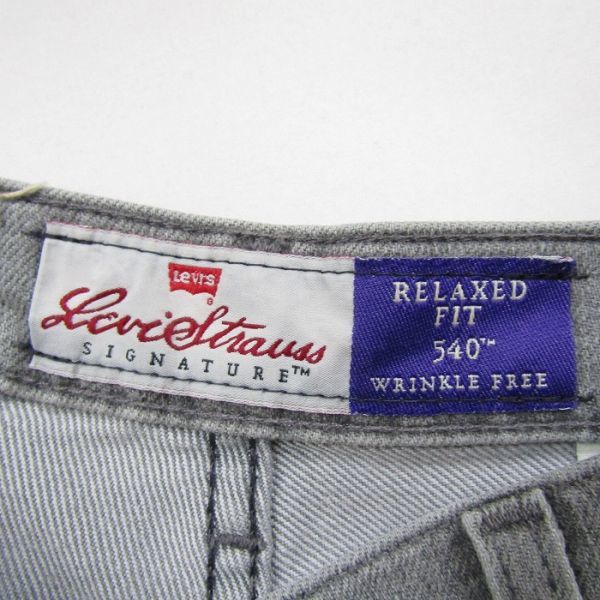 Levi's
®
Levi Strauss
SIGNATURE™
RELAXED
FIT
540™
WRINKLE FREE